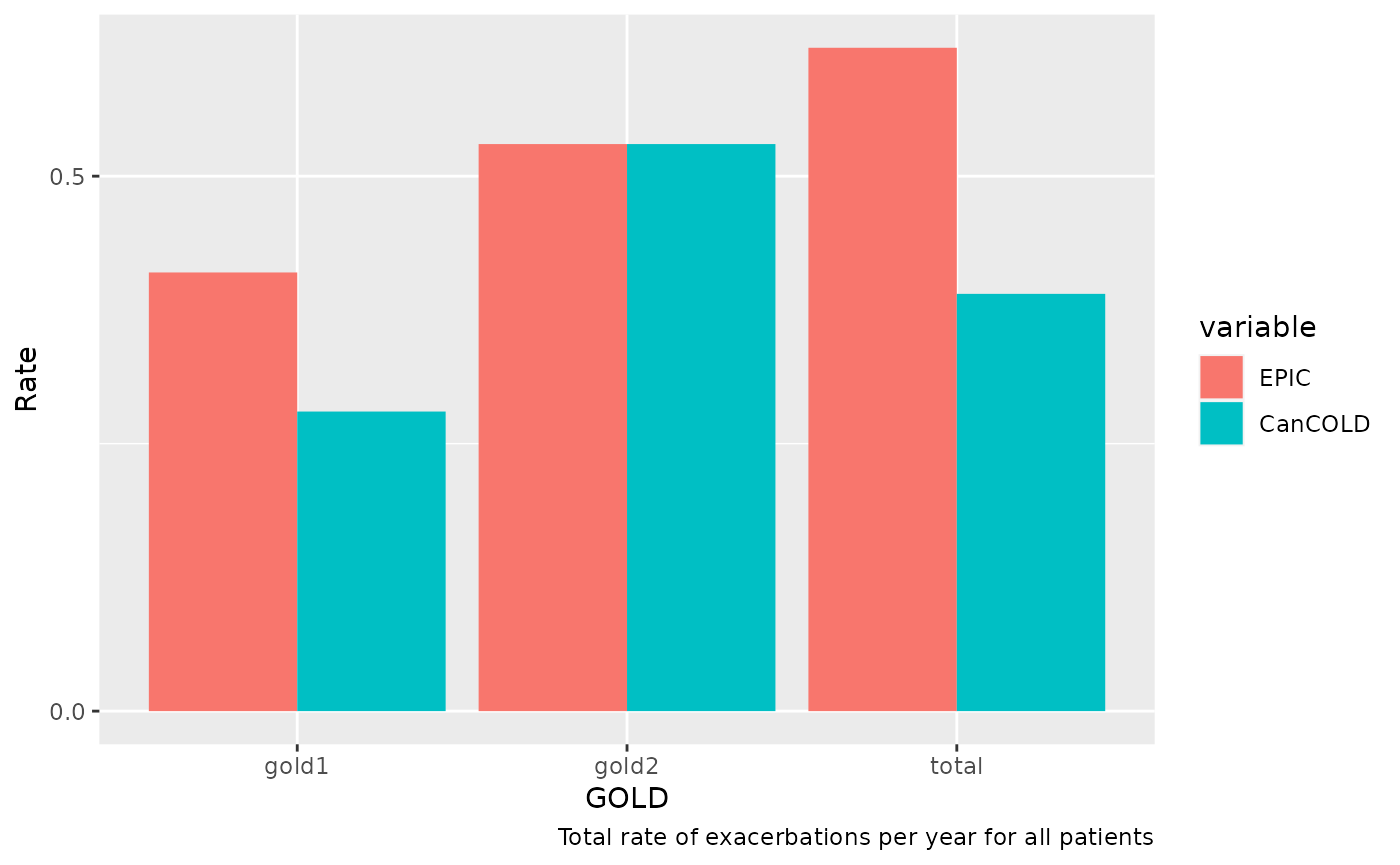 Rate
0.5
0.0
gold1 gold2 total
GOLD
Total rate of exacerbations per year for all patients
variable
EPIC
CanCOLD